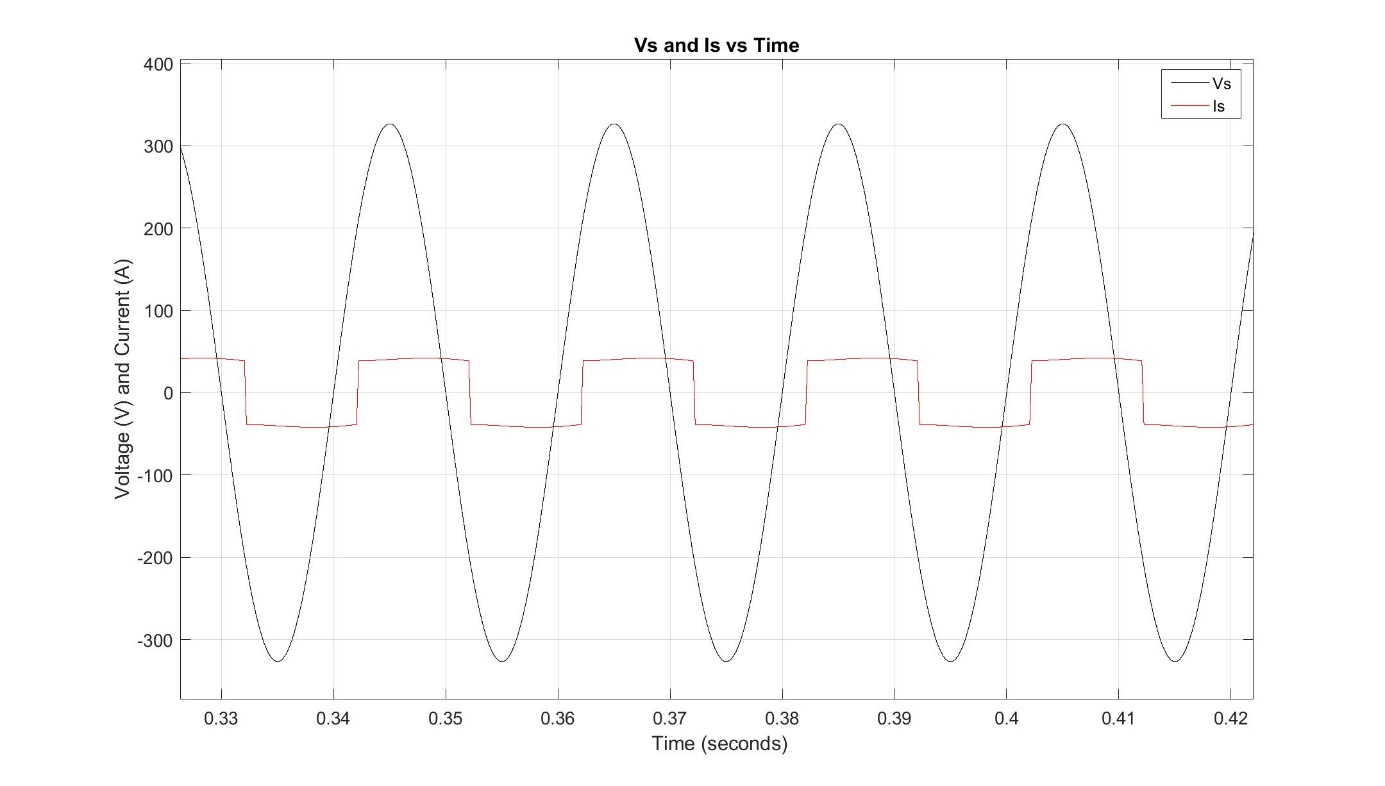 Vs and Is vs Time
Vs
Is
400
300
200
100
0
-100
-200
-300
Voltage (V) and Current (A)
0.33 0.34 0.35 0.36 0.37 0.38 0.39 0.4 0.41 0.42
Time (seconds)